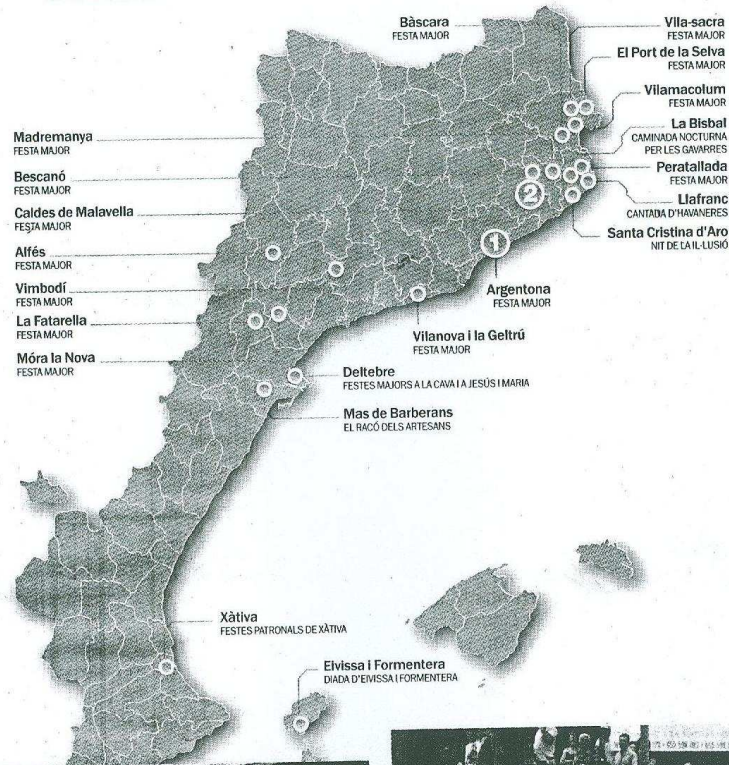 Bàscara
FESTA MAJOR
Vila-sacra
FESTA MAJOR
El Port de la Selva
FESTA MAJOR
Vilamacolum
FESTA MAJOR
La Bisbal
CAMINADA NOCTURNA
PER LES GAVARRES
Peratallada
FESTA MAJOR
Llafranc
CANTADA D'HAVANERES
Santa Cristina d'Aro
NIT DE LA IL·LUSIÓ
Madremanya
FESTA MAJOR
Bescanó
FESTA MAJOR
Caldes de Malavella
FESTA MAJOR
Alfés
FESTA MAJOR
Vimbodí
FESTA MAJOR
La Fatarella
FESTA MAJOR
Móra la Nova
FESTA MAJOR
2
1
Argentona
FESTA MAJOR
Vilanova i la Geltrú
FESTA MAJOR
Deltebre
FESTES MAJORS A LA CAVA I A JESÚS I MARIA
Mas de Barberans
EL RACÓ DELS ARTESANS
Xàtiva
FESTES PATRONALS DE XÀTIVA
Eivissa i Formentera
DIADA D'EIVISSA I FORMENTERA